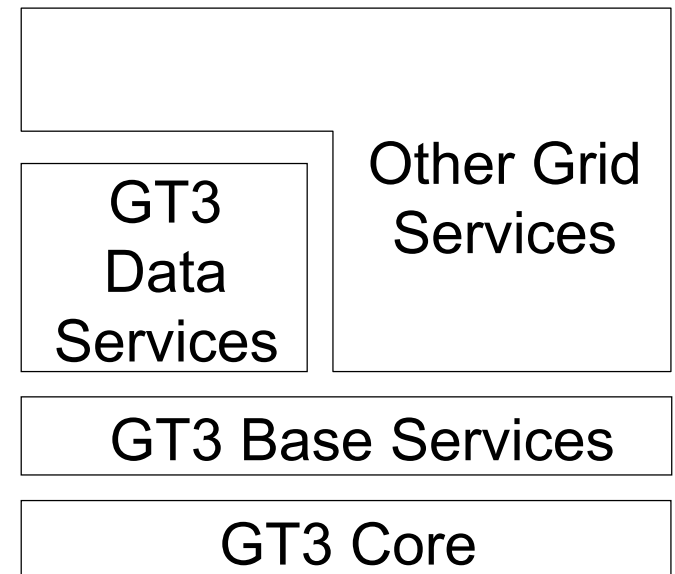 Other Grid
Services
GT3
Data
Services
GT3 Base Services
GT3 Core